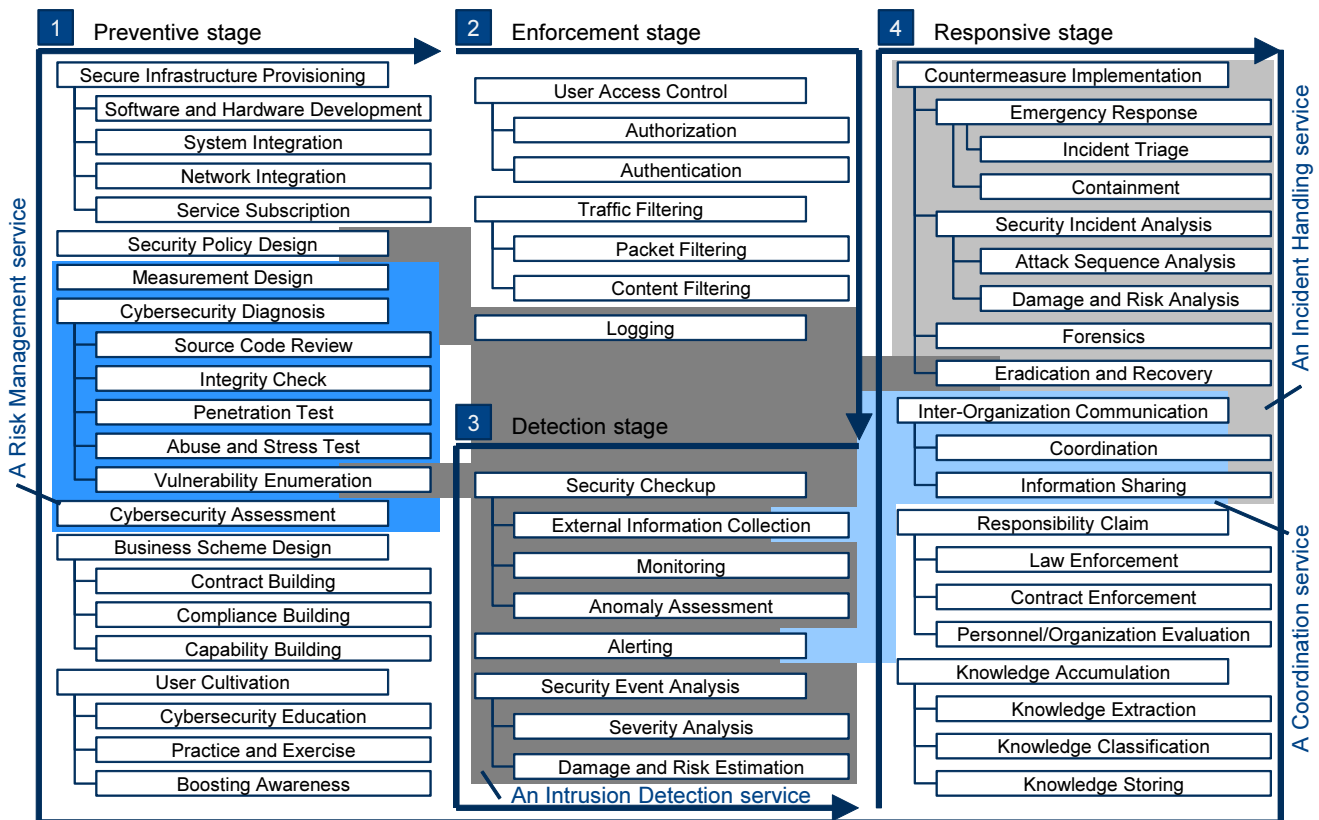 1
Preventive stage
Secure Infrastructure Provisioning
Software and Hardware Development
System Integration
Network Integration
Service Subscription
Security Policy Design
Measurement Design
Cybersecurity Diagnosis
Source Code Review
Integrity Check
Penetration Test
Abuse and Stress Test
Vulnerability Enumeration
Cybersecurity Assessment
Business Scheme Design
Contract Building
Compliance Building
Capability Building
User Cultivation
Cybersecurity Education
Practice and Exercise
Boosting Awareness
A Risk Management service
2
Enforcement stage
User Access Control
Authorization
Authentication
Traffic Filtering
Packet Filtering
Content Filtering
Logging
3
Detection stage
Security Checkup
External Information Collection
Monitoring
Anomaly Assessment
Alerting
Security Event Analysis
Severity Analysis
Damage and Risk Estimation
An Intrusion Detection service
4
Responsive stage
Countermeasure Implementation
Emergency Response
Incident Triage
Containment
Security Incident Analysis
Attack Sequence Analysis
Damage and Risk Analysis
Forensics
Eradication and Recovery
Inter-Organization Communication
Coordination
Information Sharing
Responsibility Claim
Law Enforcement
Contract Enforcement
Personnel/Organization Evaluation
Knowledge Accumulation
Knowledge Extraction
Knowledge Classification
Knowledge Storing
An Incident Handling service
A Coordination service